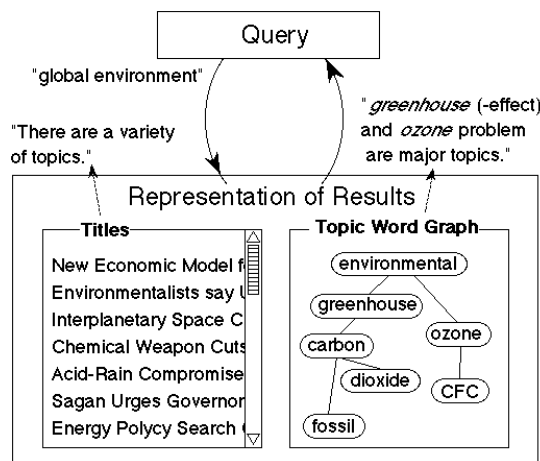 Query
"global environment"
"greenhouse (-effect)
and ozone problem
are major topics."
"There are a variety
of topics."
Representation of Results
Titles
New Economic Model f
Environmentalists say
Interplanetary Space C
Chemical Weapon Cuts
Acid-Rain Compromise
Sagan Urges Governor
Energy Polycy Search
Topic Word Graph
environmental
greenhouse
carbon
ozone
dioxide
CFC
fossil